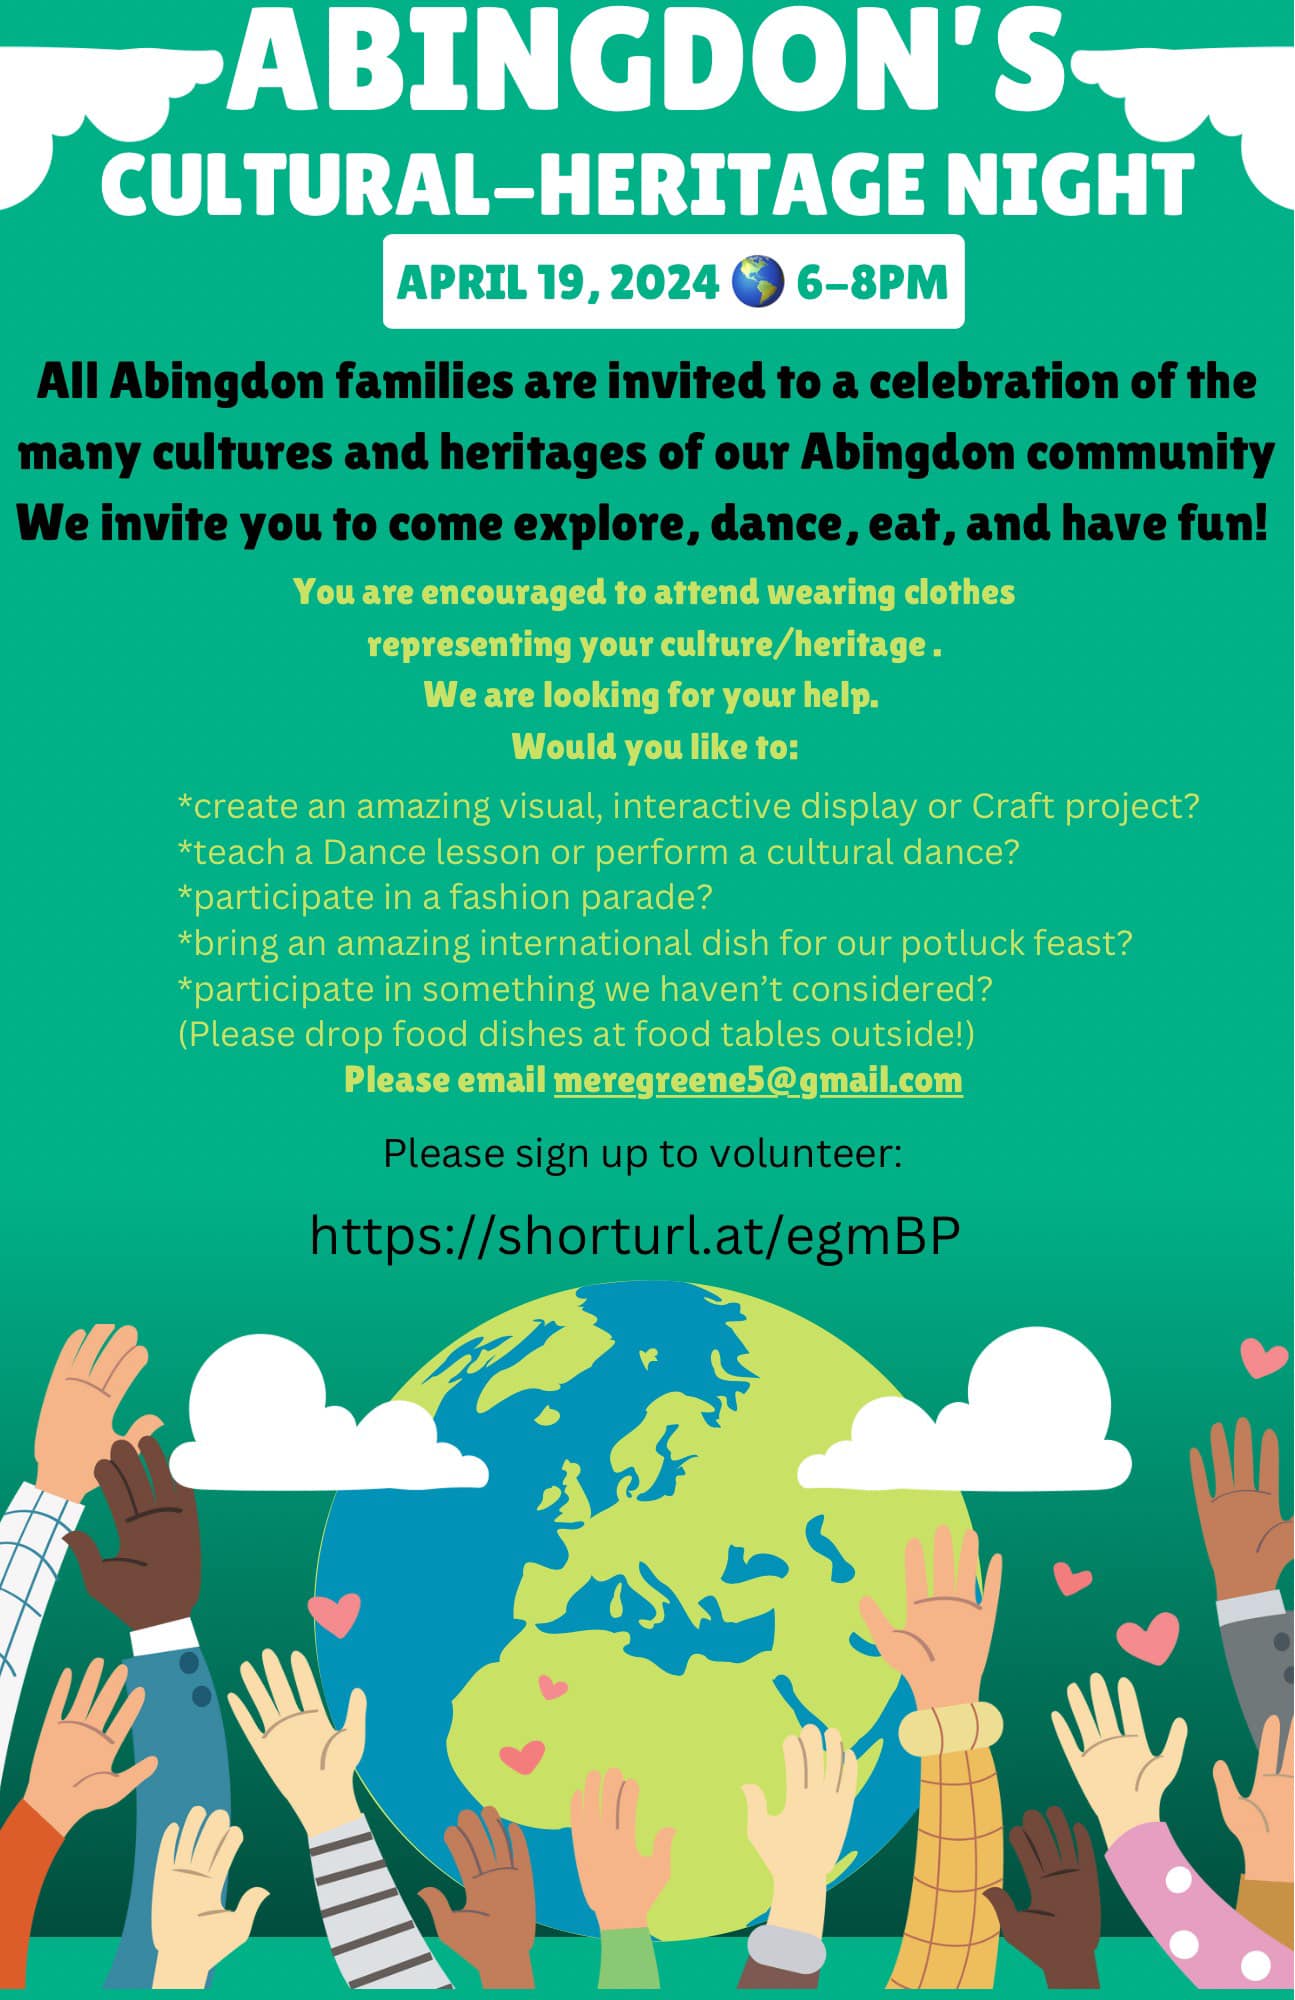 ABINGDON'S
CULTURAL-HERITAGE NIGHT
APRIL 19, 2024 🌎 6-8PM
All Abingdon families are invited to a celebration of the
many cultures and heritages of our Abingdon community
We invite you to come explore, dance, eat, and have fun!
You are encouraged to attend wearing clothes
representing your culture/heritage .
We are looking for your help.
Would you like to:
*create an amazing visual, interactive display or Craft project?
*teach a Dance lesson or perform a cultural dance?
*participate in a fashion parade?
*bring an amazing international dish for our potluck feast?
*participate in something we haven't considered?
(Please drop food dishes at food tables outside!)
Please email meregreene5@gmail.com
Please sign up to volunteer:
https://shorturl.at/egmBP